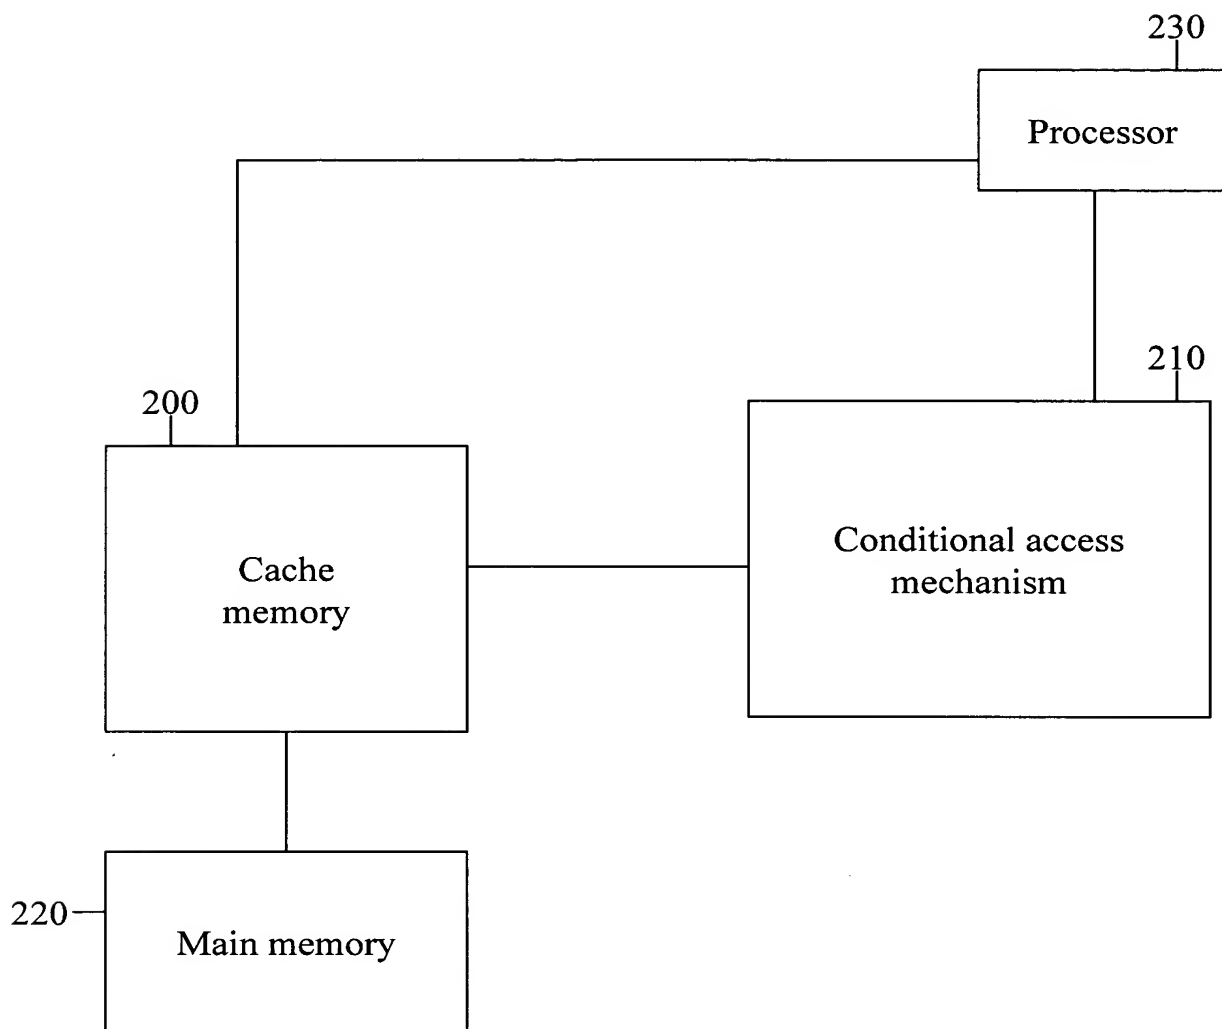 230
Processor
210
200
Conditional access
mechanism
Cache
memory
220
Main memory